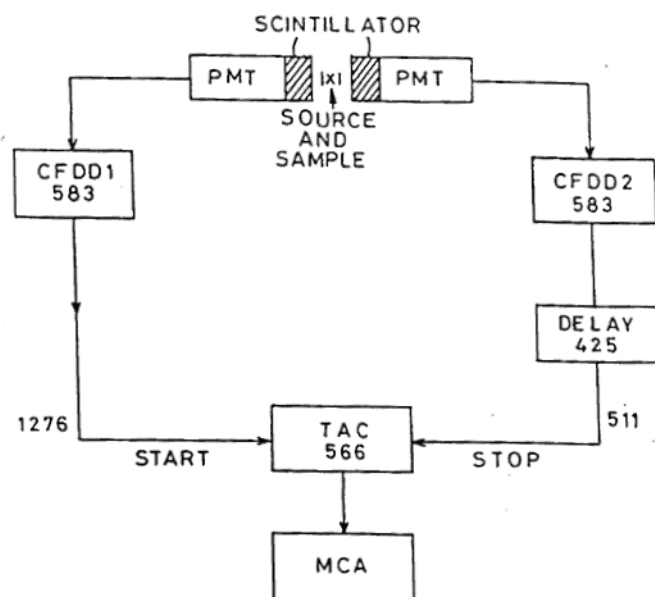 SCINTILLATOR
PMT
|x|
PMT
SOURCE
AND
SAMPLE
CFDD1
583
CFDD2
583
DELAY
425
1276
511
TAC
566
START
STOP
MCA